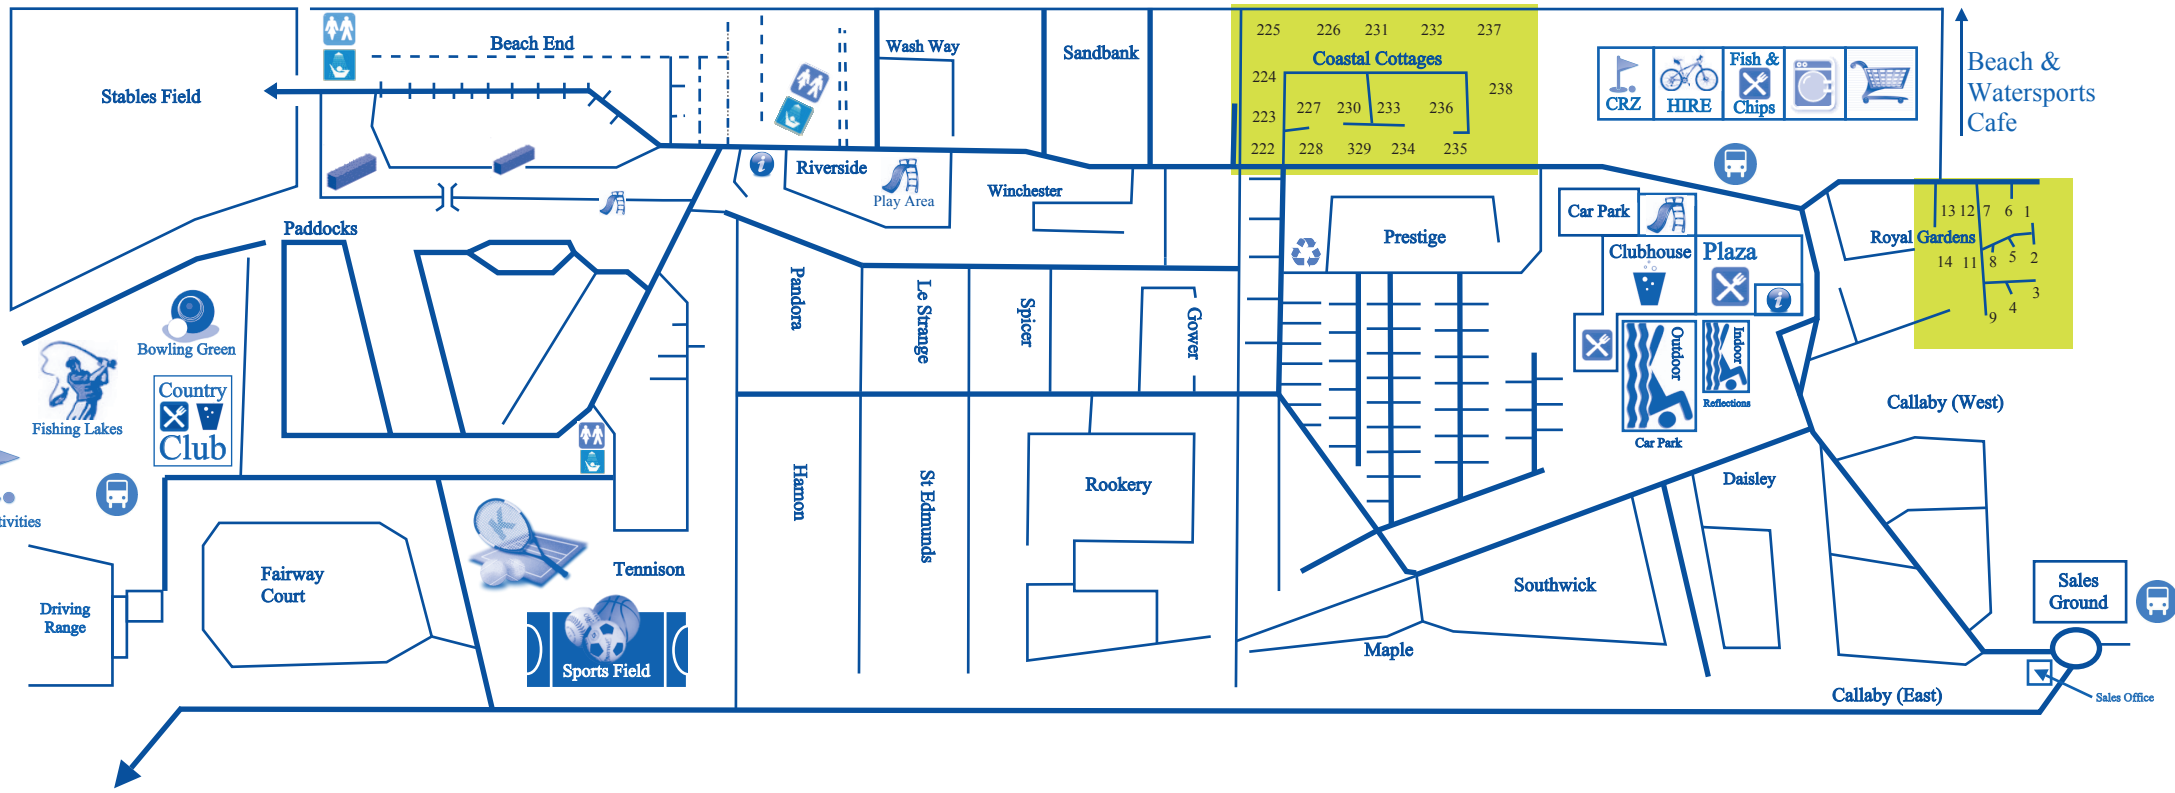 Beach End
Wash Way
Sandbank
225 226 231 232 237
Coastal Cottages
224
238
227 230 233 236
223
222 228 329 234 235
CRZ
HIRE
Fish &
Chips
Beach &
Watersports
Cafe
Stables Field
Riverside
Play Area
Winchester
Paddocks
Prestige
Car Park
Clubhouse
Plaza
13 12 7 6 1
Royal Gardens
14 11 8 5 2
3
4
9
Bowling Green
Country
Club
Fishing Lakes
Pandora
Le Strange
Spicer
Gower
Outdoor
Indoor
Reflections
Car Park
Callaby (West)
tivities
Hamon
St Edmunds
Rookery
Daisley
Driving
Range
Fairway
Court
Tennison
Sports Field
Southwick
Maple
Sales
Ground
Callaby (East)
Sales Office